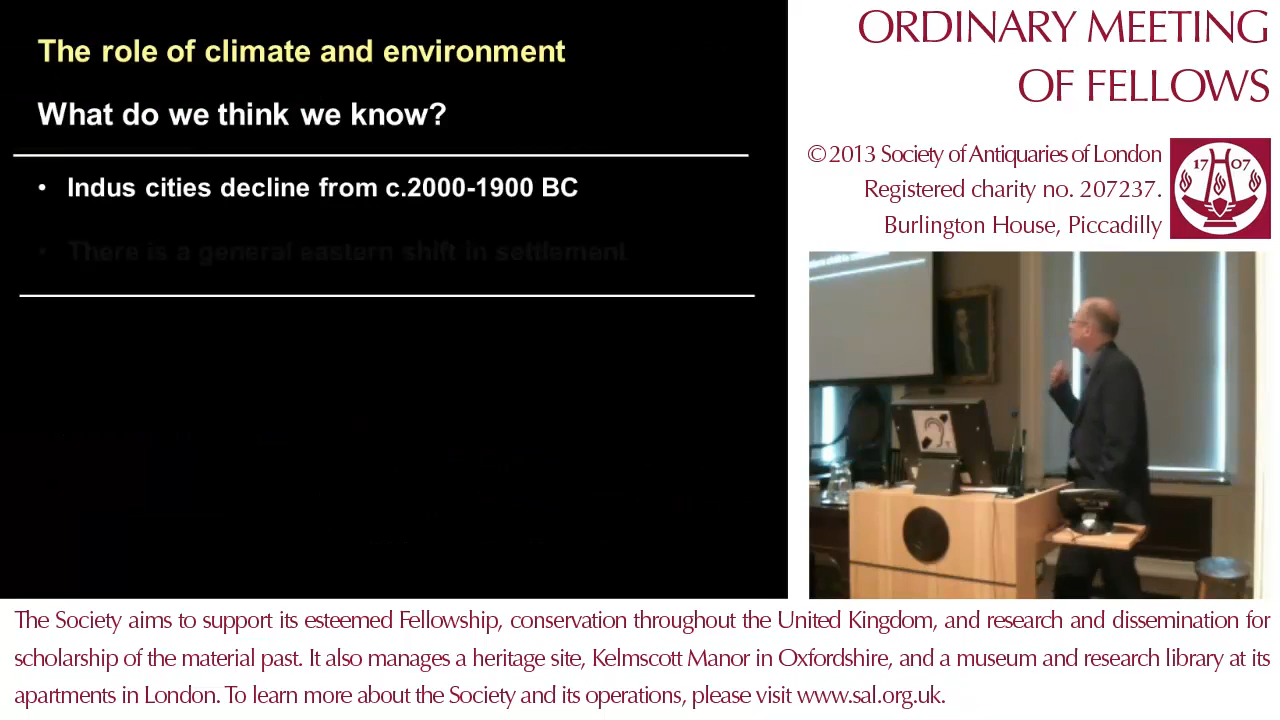 The role of climate and environment
What do we think we know?
• Indus cities decline from c.2000-1900 BC
• There is a general eastern shift in settlement
ORDINARY MEETING
OF FELLOWS
© 2013 Society of Antiquaries of London
Registered charity no. 207237.
Burlington House, Piccadilly
17 07
The Society aims to support its esteemed Fellowship, conservation throughout the United Kingdom, and research and dissemination for
scholarship of the material past. It also manages a heritage site, Kelmscott Manor in Oxfordshire, and a museum and research library at its
apartments in London. To learn more about the Society and its operations, please visit www.sal.org.uk.